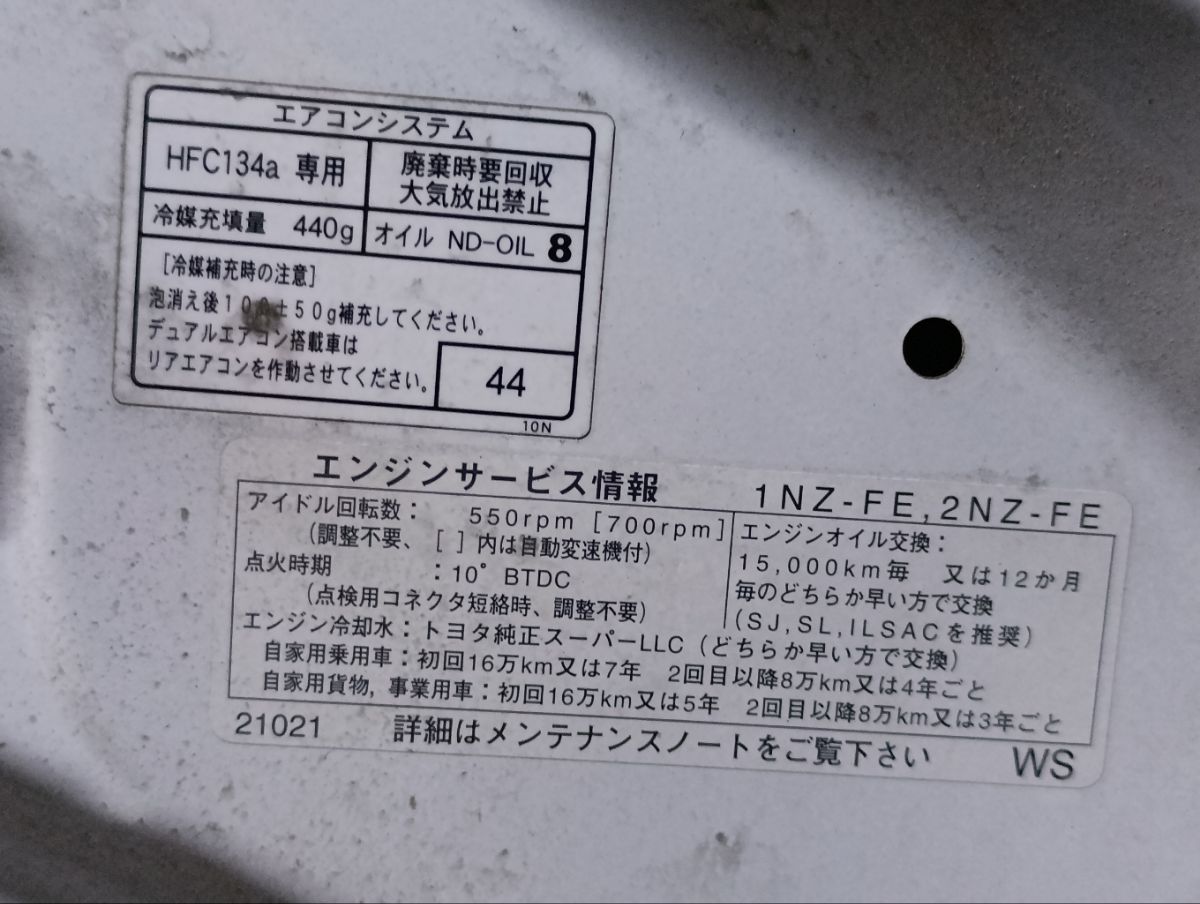 エアコンシステム
HFC134a 専用
廃棄時要回収
大気放出禁止
冷媒充填量 440g
オイル ND-OIL 8
[冷媒補充時の注意]
泡消え後100±50g補充してください。
デュアルエアコン搭載車は
リアエアコンを作動させてください。
44
10N
エンジンサービス情報 1NZ-FE,2NZ-FE
アイドル回転数: 550rpm [700rpm]
(調整不要、[ ]内は自動変速機付)
点火時期 :10° BTDC
(点検用コネクタ短絡時、調整不要)
エンジンオイル交換:
15,000km毎 又は12か月
毎のどちらか早い方で交換
(SJ,SL,ILSACを推奨)
エンジン冷却水:トヨタ純正スーパーLLC(どちらか早い方で交換)
自家用乗用車:初回16万km又は7年 2回目以降8万km又は4年ごと
自家用貨物,事業用車:初回16万km又は5年 2回目以降8万km又は3年ごと
21021 詳細はメンテナンスノートをご覧下さい WS